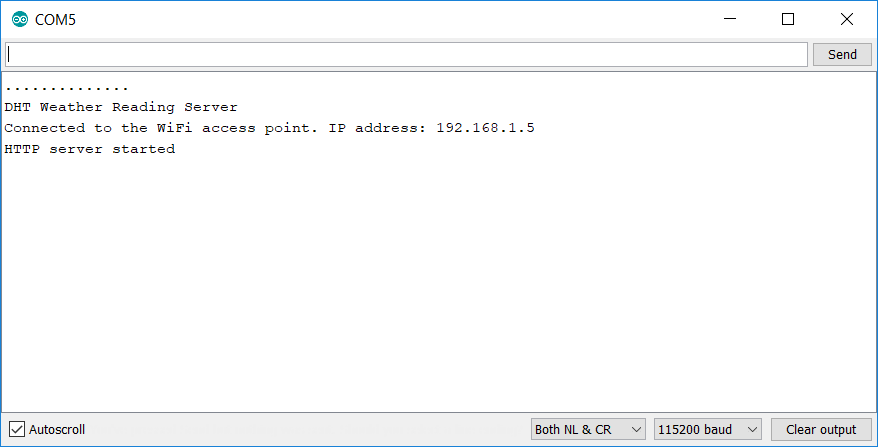 COM5
Send
..............
DHT Weather Reading Server
Connected to the WiFi access point. IP address: 192.168.1.5
HTTP server started
Autoscroll
Both NL & CR
115200 baud
Clear output